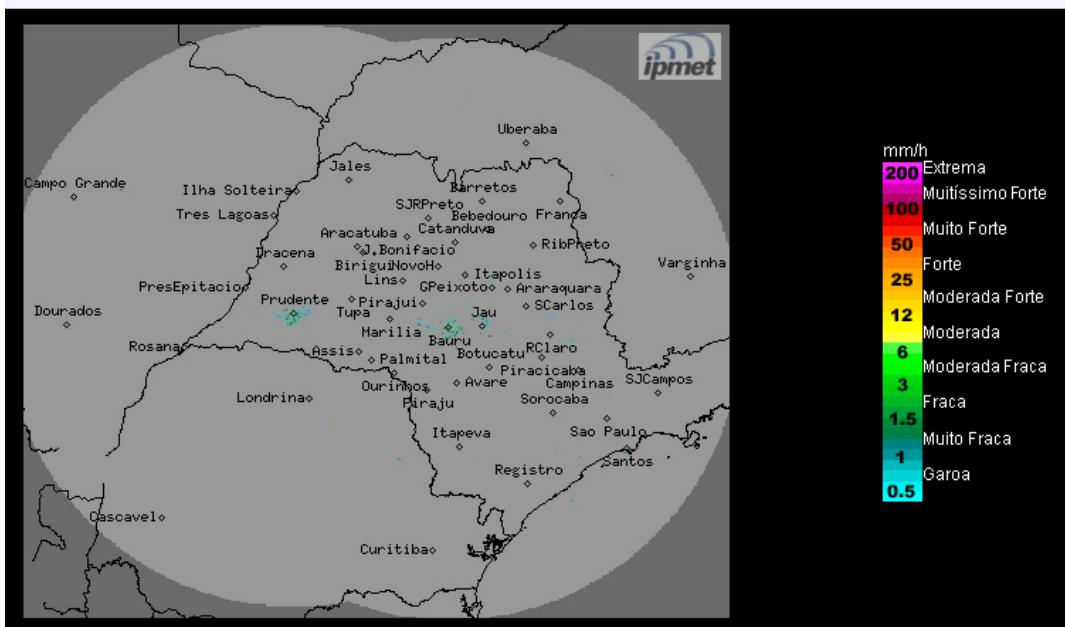 ipmet
Uberaba
Jales
Campo Grande
Ilha Solteira
Barretos
SJRPreto
Tres Lagoas
Bebedouro
Franca
Catanduva
Aracatuba
J.Bonifacio
RibPreto
Dracena
Birigui
NovoH
Itapolis
Varginha
Lins
GPeixoto
Araraquara
PresEpitacio
Prudente
Tupa
Pirajui
SCarlos
Dourados
Jau
Marilia
Bauru
Rosana
Assis
Botucatu
RClaro
Palmital
Piracicaba
Ourinhos
Avare
Campinas
SJCampos
Londrina
Piraju
Sorocaba
Itapeva
Sao Paulo
Santos
Registro
Cascavel
Curitiba
mm/h
200 Extrema
Muitíssimo Forte
100
Muito Forte
50
Forte
25
Moderada Forte
12
Moderada
6
Moderada Fraca
3
Fraca
1.5
Muito Fraca
1
Garoa
0.5